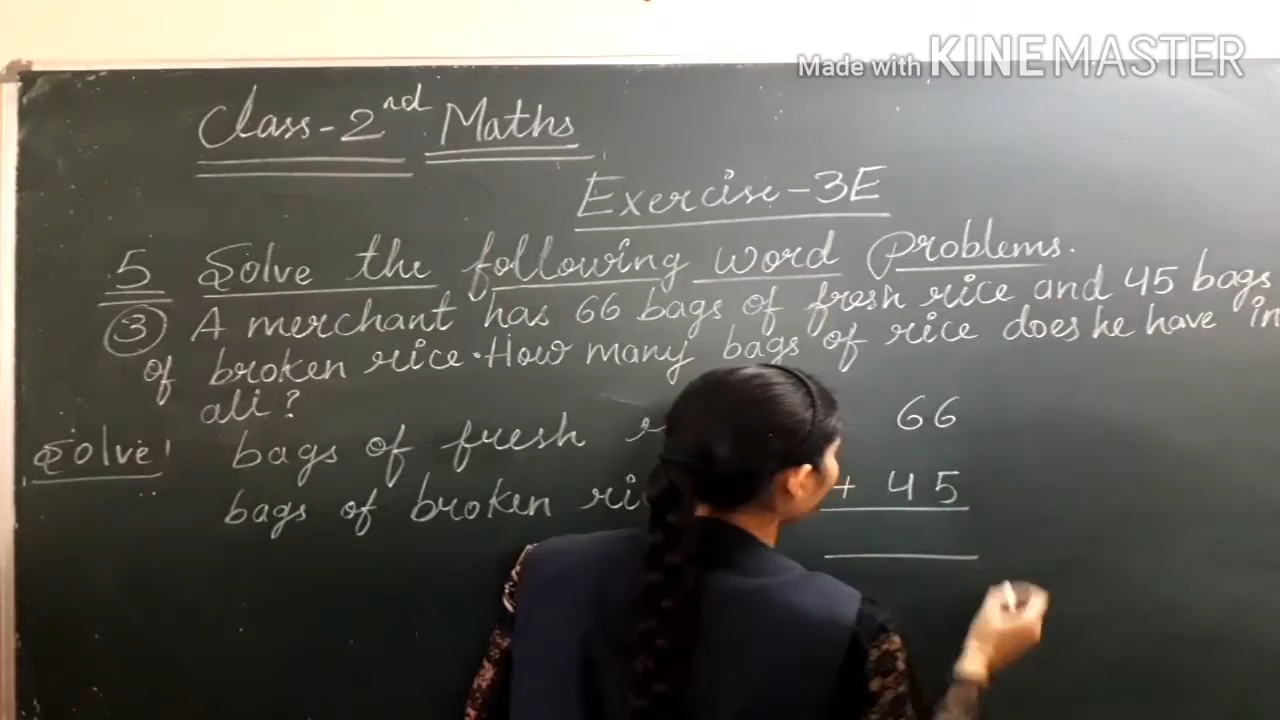 Made with KINEMASTER
Class-2nd Maths
Exercise-3E
5 Solve the following word problems.
③ A merchant has 66 bags of fresh rice and 45 bags
of broken rice. How many bags of rice does he have in
all?
Solve bags of fresh 66
bags of broken + 45